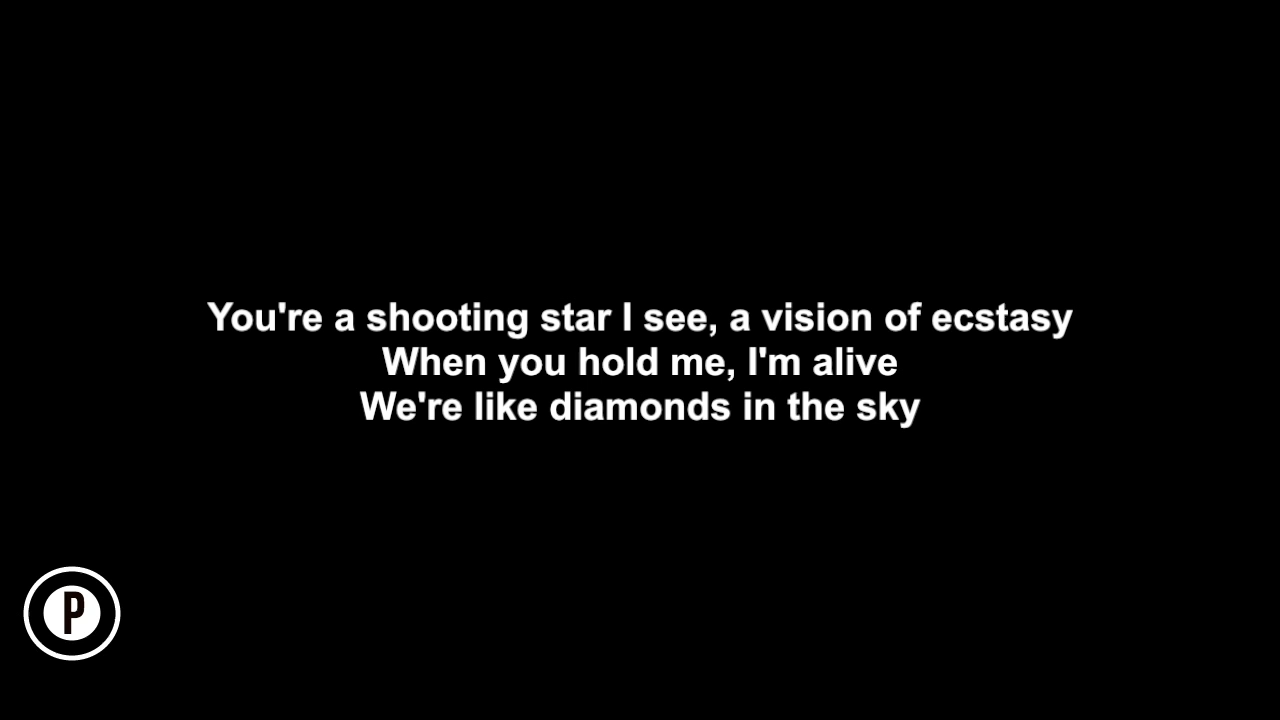 You're a shooting star I see, a vision of ecstasy
When you hold me, I'm alive
We're like diamonds in the sky
P